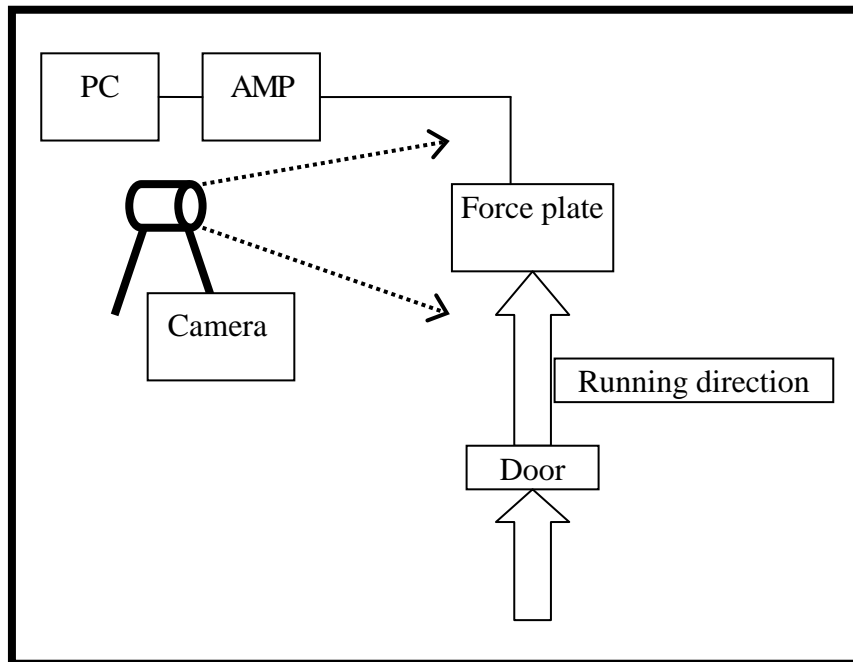 PC
AMP
Force plate
Camera
Running direction
Door